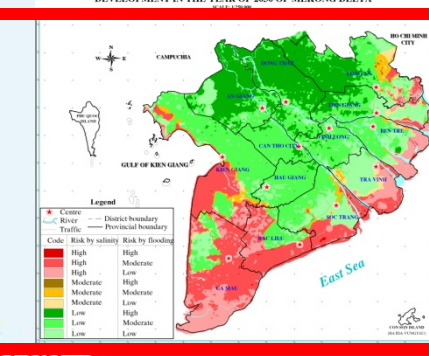 DEVELOPMENT IN THE YEAR OF 2030 OF MEKONG DELTA
HO CHI MINH
CITY
CAMPUCHIA
N
W
E
S
DONG THAP
LONG AN
AN GIANG
TIEN GIANG
PHU QUOC
ISLAND
VINH LONG
BEN TRE
CAN THO CITY
GULF OF KIEN GIANG
KIEN GIANG
HAU GIANG
TRA VINH
SOC TRANG
BAC LIEU
CA MAU
East Sea
CON SON ISLAND
Legend
Centre
River
Traffic
District boundary
Provincial boundary
Code Risk by salinity Risk by flooding
High High
High Moderate
High Low
Moderate High
Moderate Moderate
Moderate Low
Low High
Low Moderate
Low Low